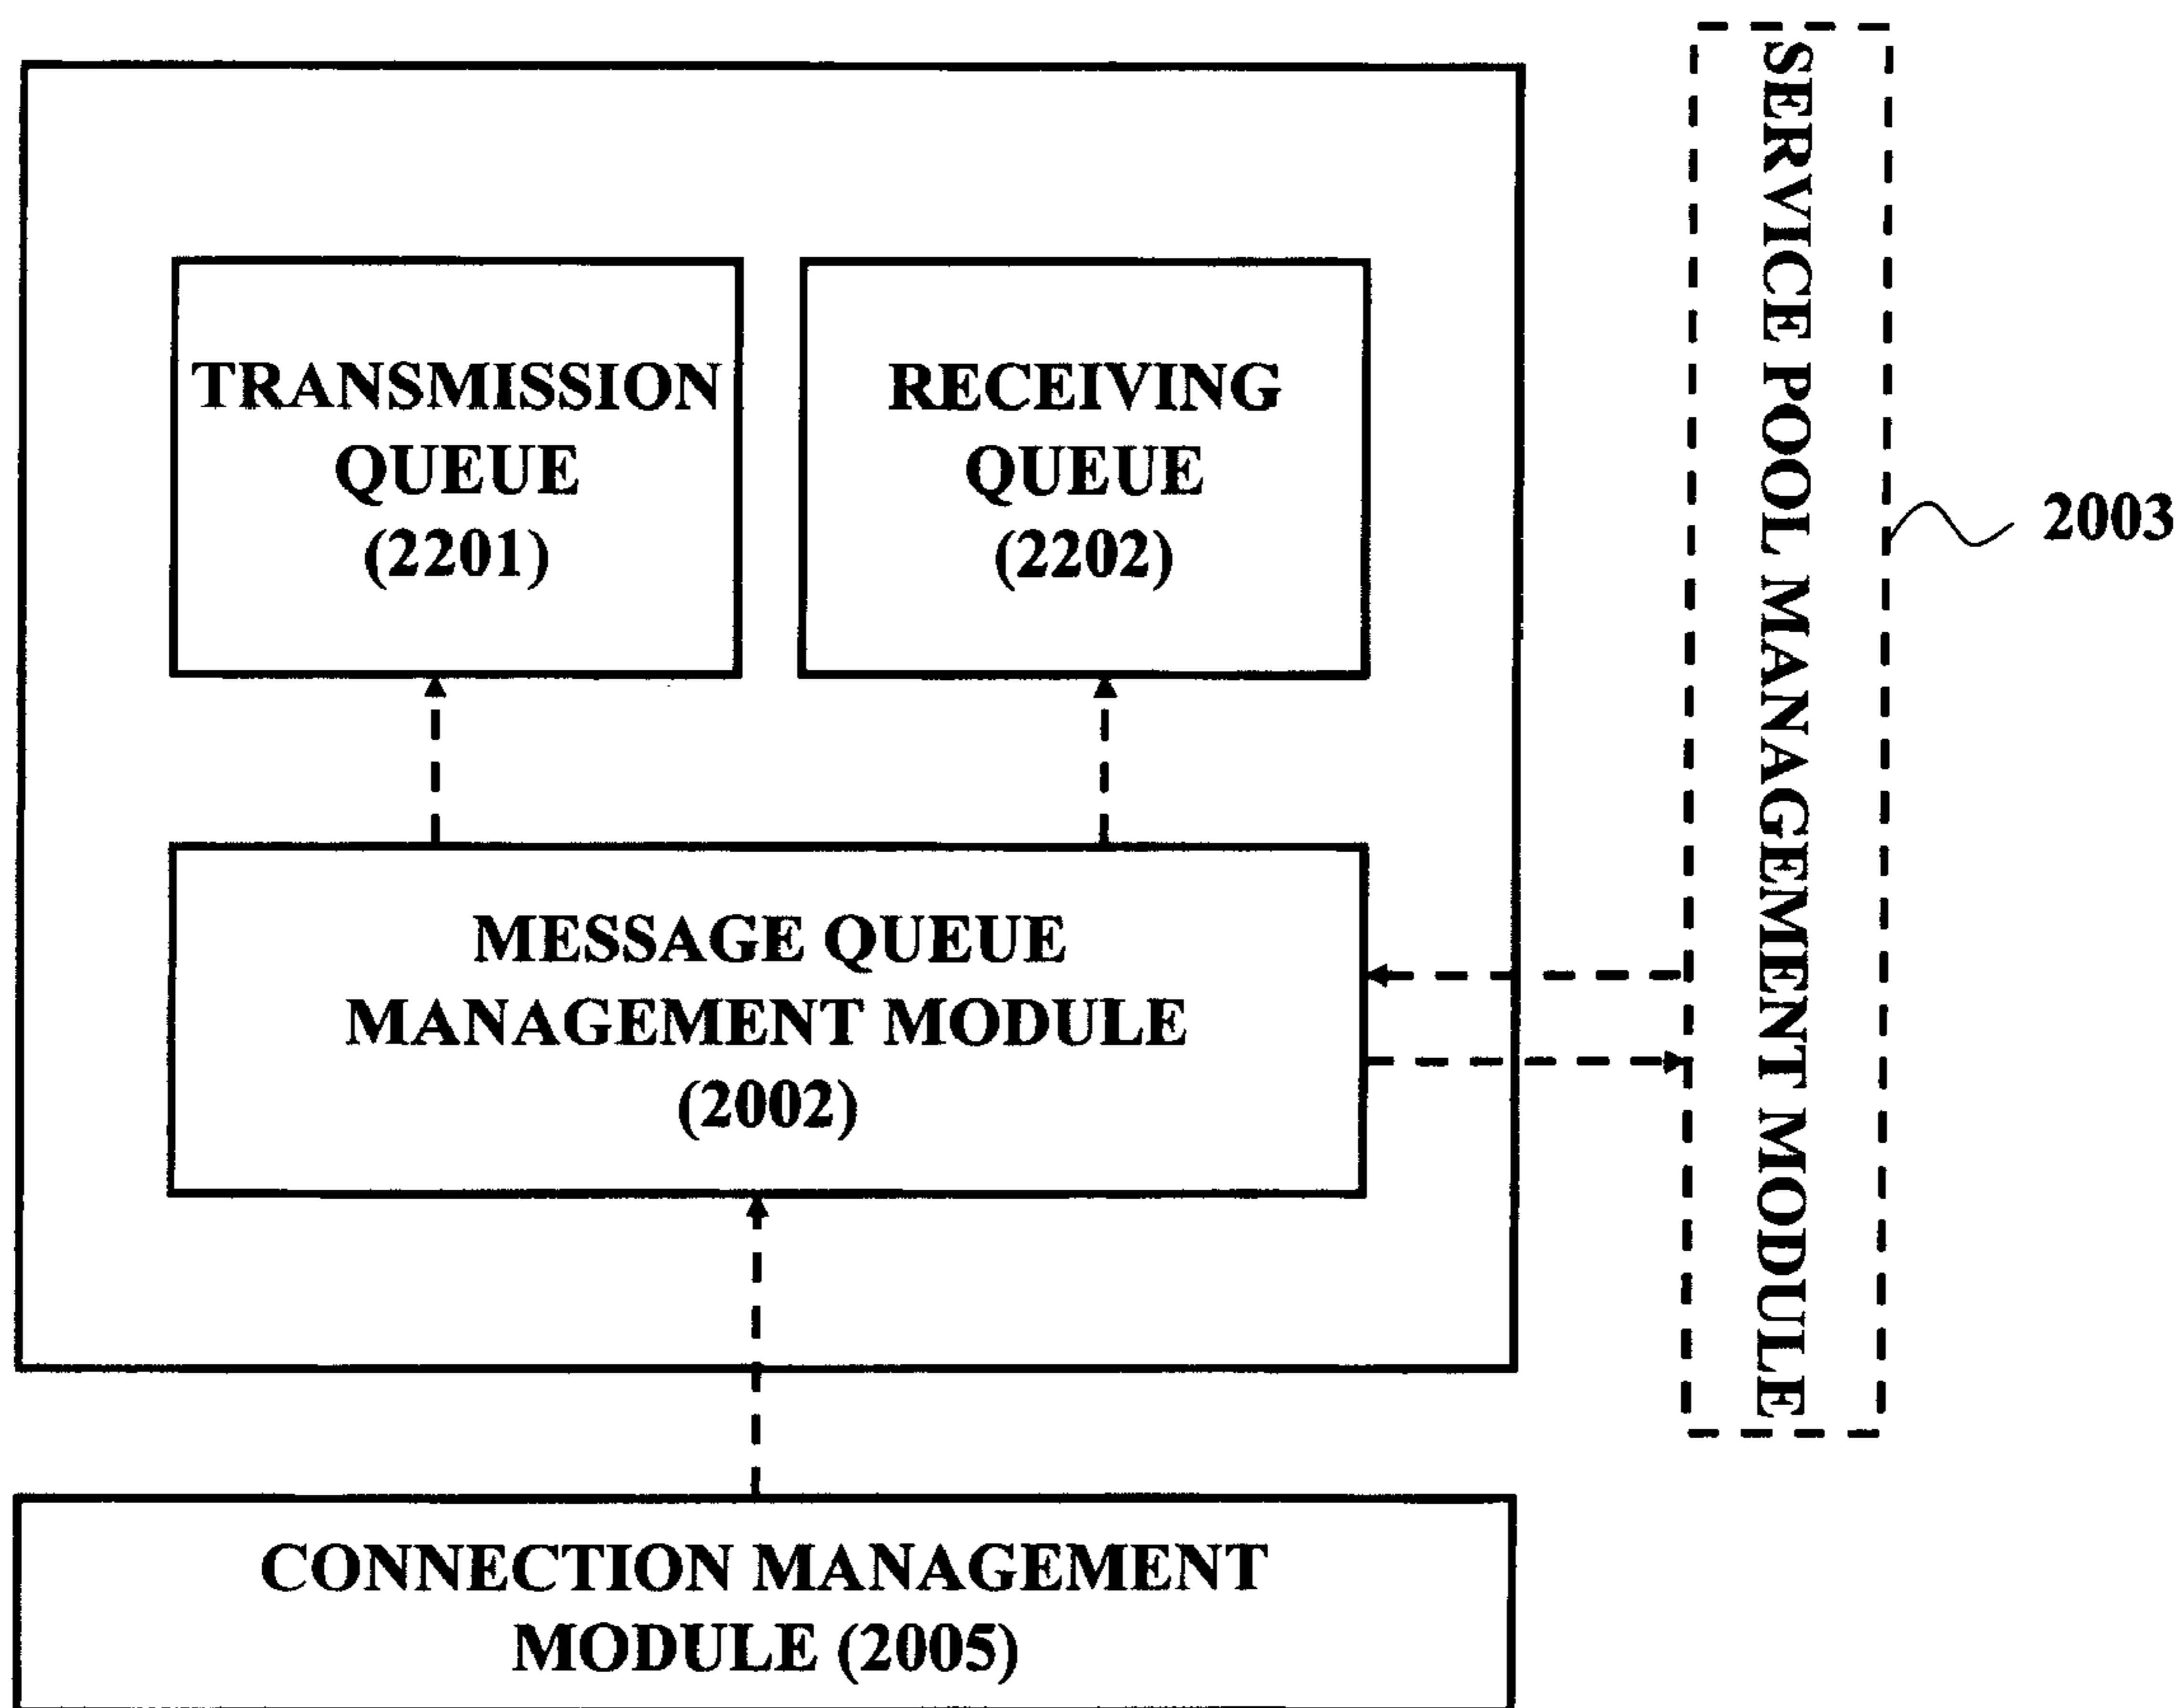 TRANSMISSION
QUEUE
(2201)
RECEIVING
QUEUE
(2202)
MESSAGE QUEUE
MANAGEMENT MODULE
(2002)
SERVICE POOL MANAGEMENT MODULE
2003
CONNECTION MANAGEMENT
MODULE (2005)